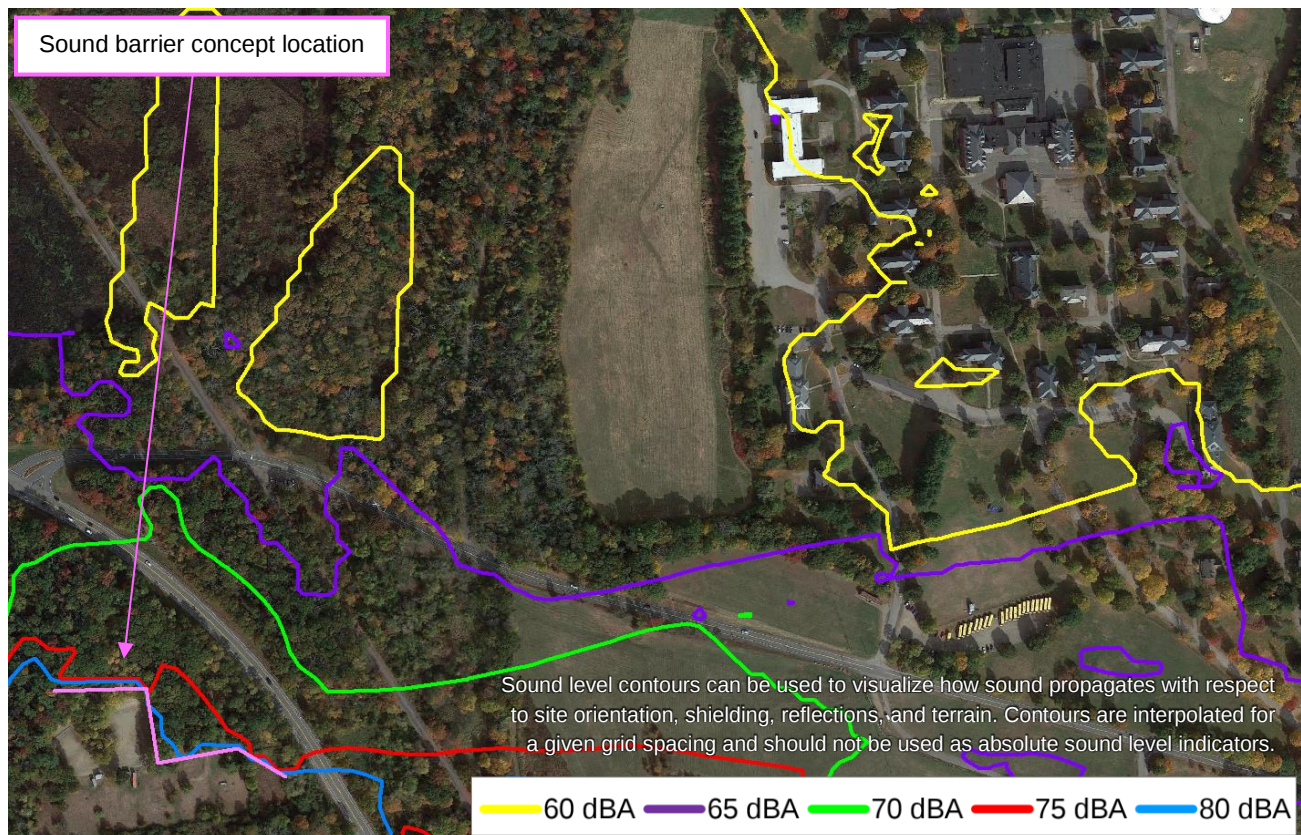 Sound barrier concept location
Sound level contours can be used to visualize how sound propagates with respect
to site orientation, shielding, reflections, and terrain. Contours are interpolated for
a given grid spacing and should not be used as absolute sound level indicators.
60 dBA 65 dBA 70 dBA 75 dBA 80 dBA